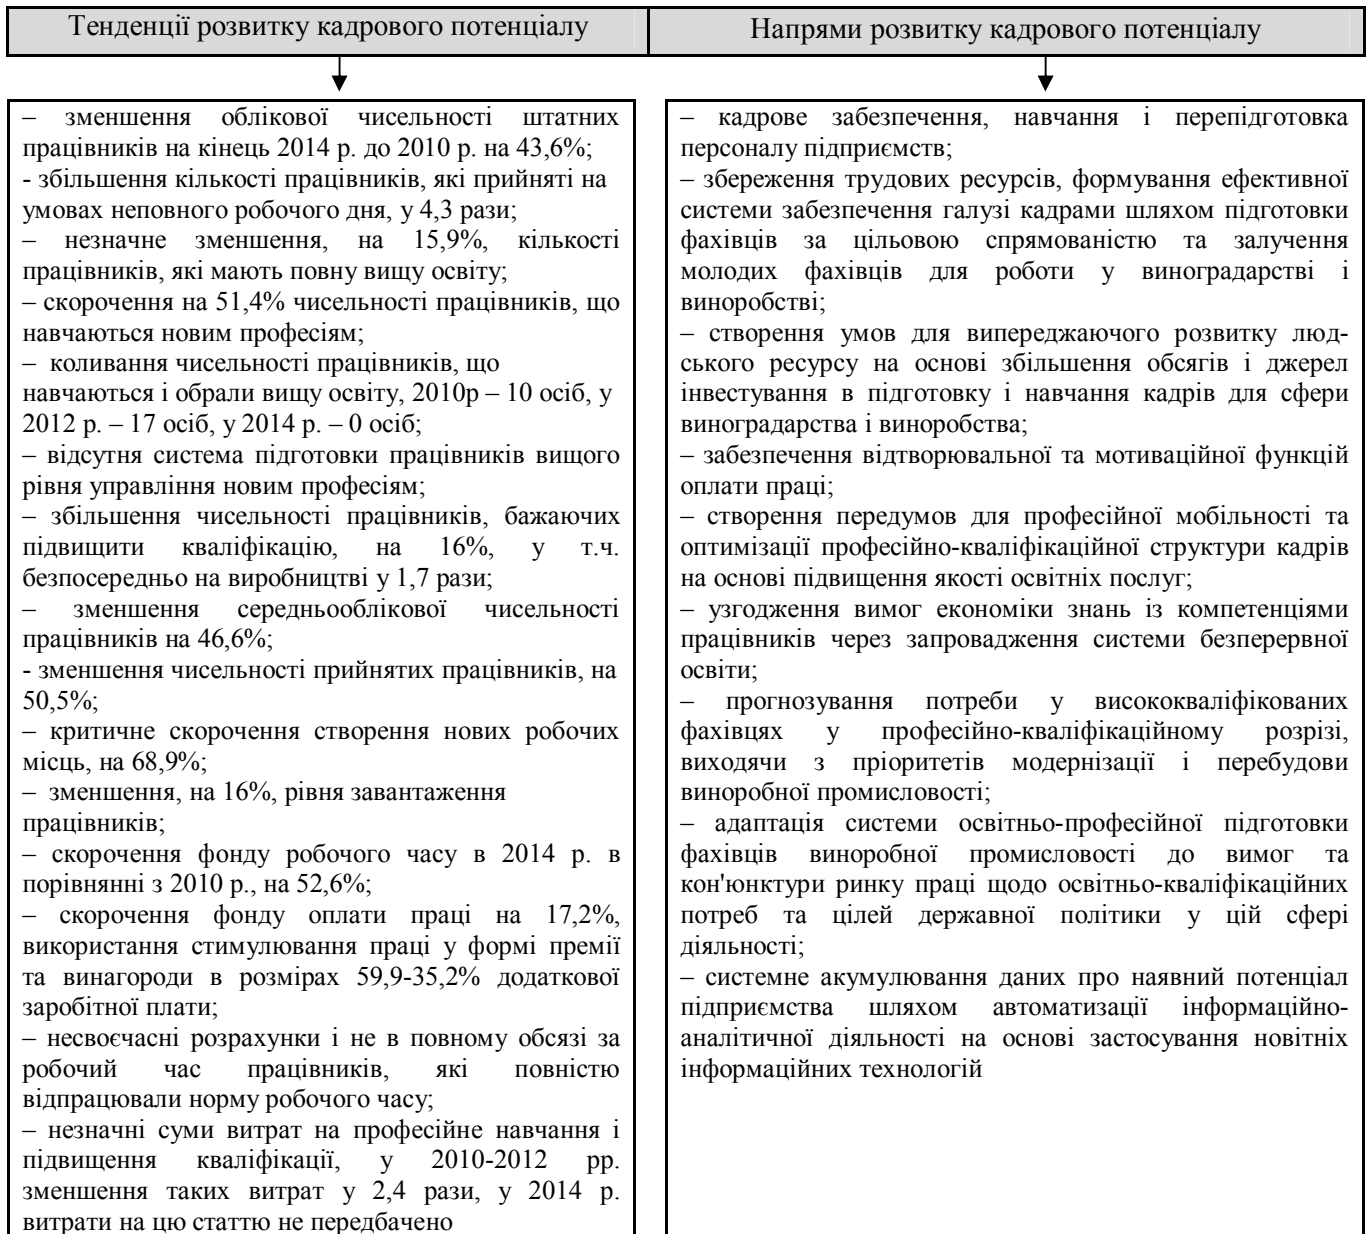 Тенденції розвитку кадрового потенціалу
Напрями розвитку кадрового потенціалу
– зменшення облікової чисельності штатних
працівників на кінець 2014 р. до 2010 р. на 43,6%;
- збільшення кількості працівників, які прийняті на
умовах неповного робочого дня, у 4,3 рази;
– незначне зменшення, на 15,9%, кількості
працівників, які мають повну вищу освіту;
– скорочення на 51,4% чисельності працівників, що
навчаються новим професіям;
– коливання чисельності працівників, що
навчаються і обрали вищу освіту, 2010р – 10 осіб, у
2012 р. – 17 осіб, у 2014 р. – 0 осіб;
– відсутня система підготовки працівників вищого
рівня управління новим професіям;
– збільшення чисельності працівників, бажаючих
підвищити кваліфікацію, на 16%, у т.ч.
безпосередньо на виробництві у 1,7 рази;
– зменшення середньооблікової чисельності
працівників на 46,6%;
- зменшення чисельності прийнятих працівників, на
50,5%;
– критичне скорочення створення нових робочих
місць, на 68,9%;
– зменшення, на 16%, рівня завантаження
працівників;
– скорочення фонду робочого часу в 2014 р. в
порівнянні з 2010 р., на 52,6%;
– скорочення фонду оплати праці на 17,2%,
використання стимулювання праці у формі премії
та винагороди в розмірах 59,9-35,2% додаткової
заробітної плати;
– несвоєчасні розрахунки і не в повному обсязі за
робочий час працівників, які повністю
відпрацювали норму робочого часу;
– незначні суми витрат на професійне навчання і
підвищення кваліфікації, у 2010-2012 рр.
зменшення таких витрат у 2,4 рази, у 2014 р.
витрати на цю статтю не передбачено
– кадрове забезпечення, навчання і перепідготовка
персоналу підприємств;
– збереження трудових ресурсів, формування ефективної
системи забезпечення галузі кадрами шляхом підготовки
фахівців за цільовою спрямованістю та залучення
молодих фахівців для роботи у виноградарстві і
виноробстві;
– створення умов для випереджаючого розвитку люд-
ського ресурсу на основі збільшення обсягів і джерел
інвестування в підготовку і навчання кадрів для сфери
виноградарства і виноробства;
– забезпечення відтворювальної та мотиваційної функцій
оплати праці;
– створення передумов для професійної мобільності та
оптимізації професійно-кваліфікаційної структури кадрів
на основі підвищення якості освітніх послуг;
– узгодження вимог економіки знань із компетенціями
працівників через запровадження системи безперервної
освіти;
– прогнозування потреби у висококваліфікованих
фахівцях у професійно-кваліфікаційному розрізі,
виходячи з пріоритетів модернізації і перебудови
виноробної промисловості;
– адаптація системи освітньо-професійної підготовки
фахівців виноробної промисловості до вимог та
кон'юнктури ринку праці щодо освітньо-кваліфікаційних
потреб та цілей державної політики у цій сфері
діяльності;
– системне акумулювання даних про наявний потенціал
підприємства шляхом автоматизації інформаційно-
аналітичної діяльності на основі застосування новітніх
інформаційних технологій